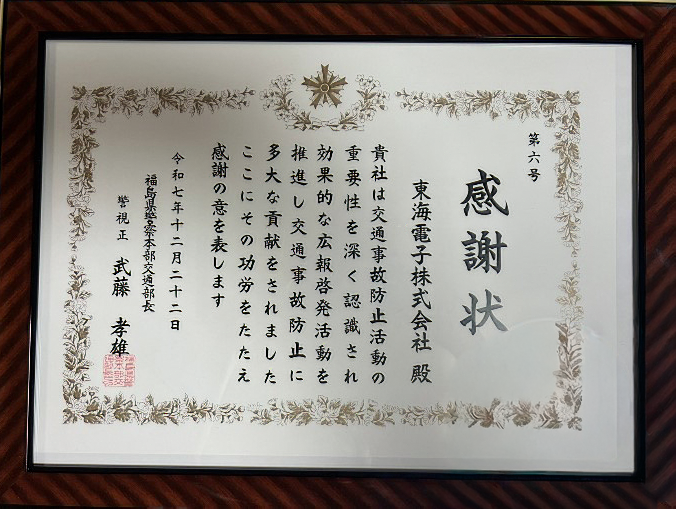 第六号
感謝状
東海電子株式会社 殿
貴社は交通事故防止活動の
重要性を深く認識され
効果的な広報啓発活動を
推進し交通事故防止に
多大な貢献をされました
ここにその功労をたたえ
感謝の意を表します
令和七年十二月二十二日
福島県警察本部交通部長
警視正 武藤 孝雄